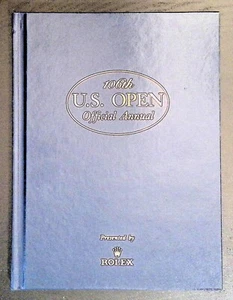 106th
U.S. OPEN
Official Annual
Presented by
ROLEX